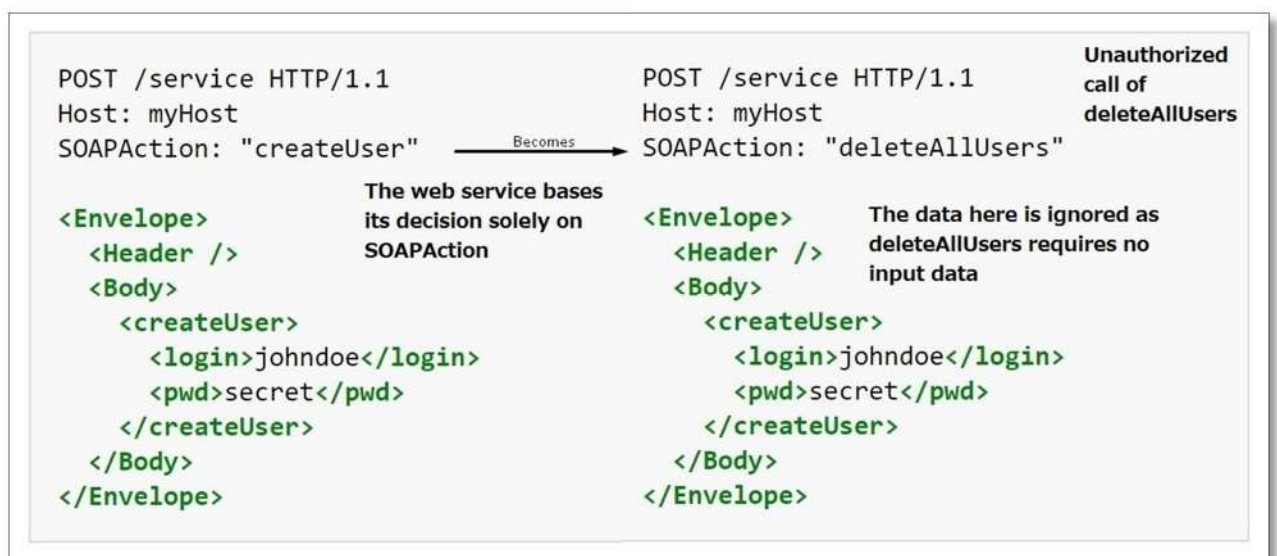 POST /service HTTP/1.1
Host: myHost
SOAPAction: "createUser"
Becomes
The web service bases
its decision solely on
SOAPAction
<Envelope>
<Header />
<Body>
<createUser>
<login>johndoe</login>
<pwd>secret</pwd>
</createUser>
</Body>
</Envelope>
POST /service HTTP/1.1
Host: myHost
SOAPAction: "deleteAllUsers"
Unauthorized
call of
deleteAllUsers
<Envelope>
<Header />
<Body>
<createUser>
<login>johndoe</login>
<pwd>secret</pwd>
</createUser>
</Body>
</Envelope>
The data here is ignored as
deleteAllUsers requires no
input data